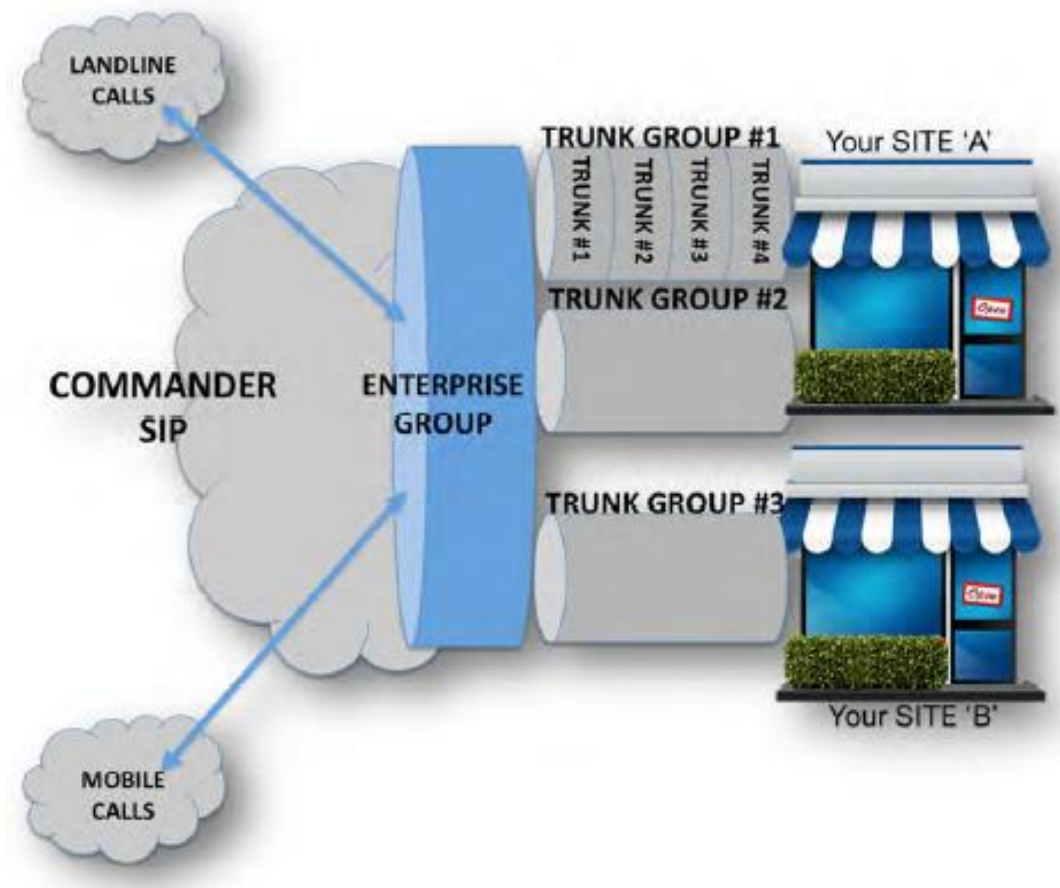 LANDLINE
CALLS
TRUNK GROUP #1
Your SITE 'A'
TRUNK #1
TRUNK #2
TRUNK #3
TRUNK #4
Open
TRUNK GROUP #2
COMMANDER
SIP
ENTERPRISE
GROUP
TRUNK GROUP #3
Your SITE 'B'
MOBILE
CALLS